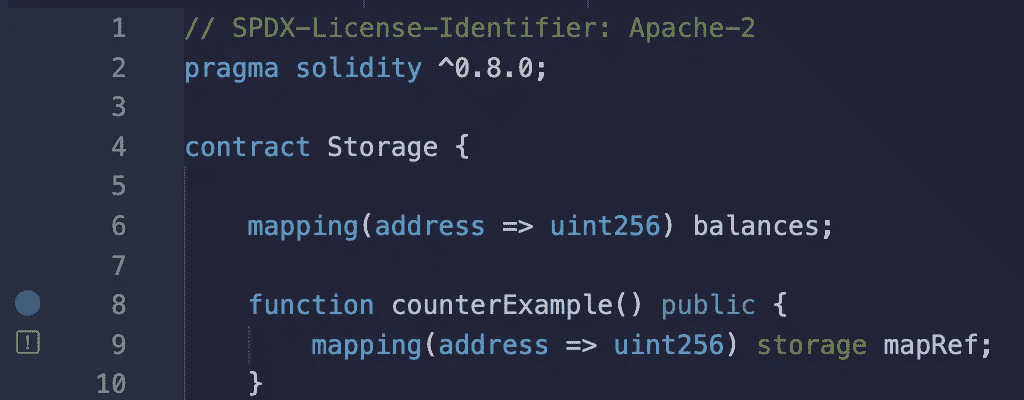 1 // SPDX-License-Identifier: Apache-2
2 pragma solidity ^0.8.0;
3
4 contract Storage {
5
6 mapping(address => uint256) balances;
7
8 function counterExample() public {
! 9 mapping(address => uint256) storage mapRef;
10 }